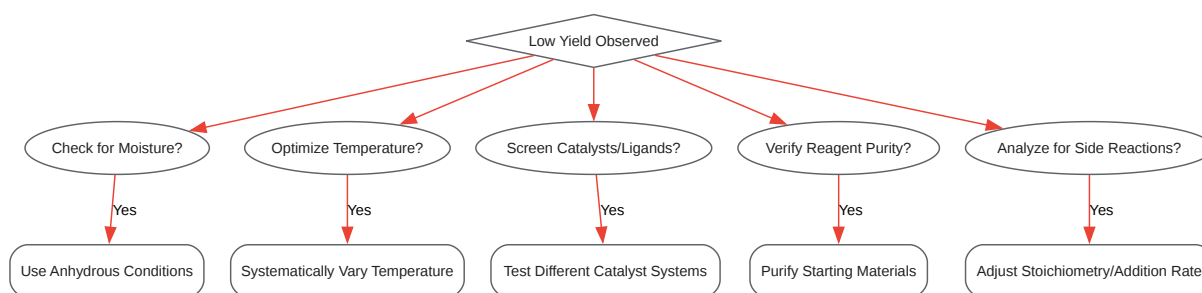 Low Yield Observed
Check for Moisture?
Optimize Temperature?
Screen Catalysts/Ligands?
Verify Reagent Purity?
Analyze for Side Reactions?
Yes
Yes
Yes
Yes
Yes
Use Anhydrous Conditions
Systematically Vary Temperature
Test Different Catalyst Systems
Purify Starting Materials
Adjust Stoichiometry/Addition Rate